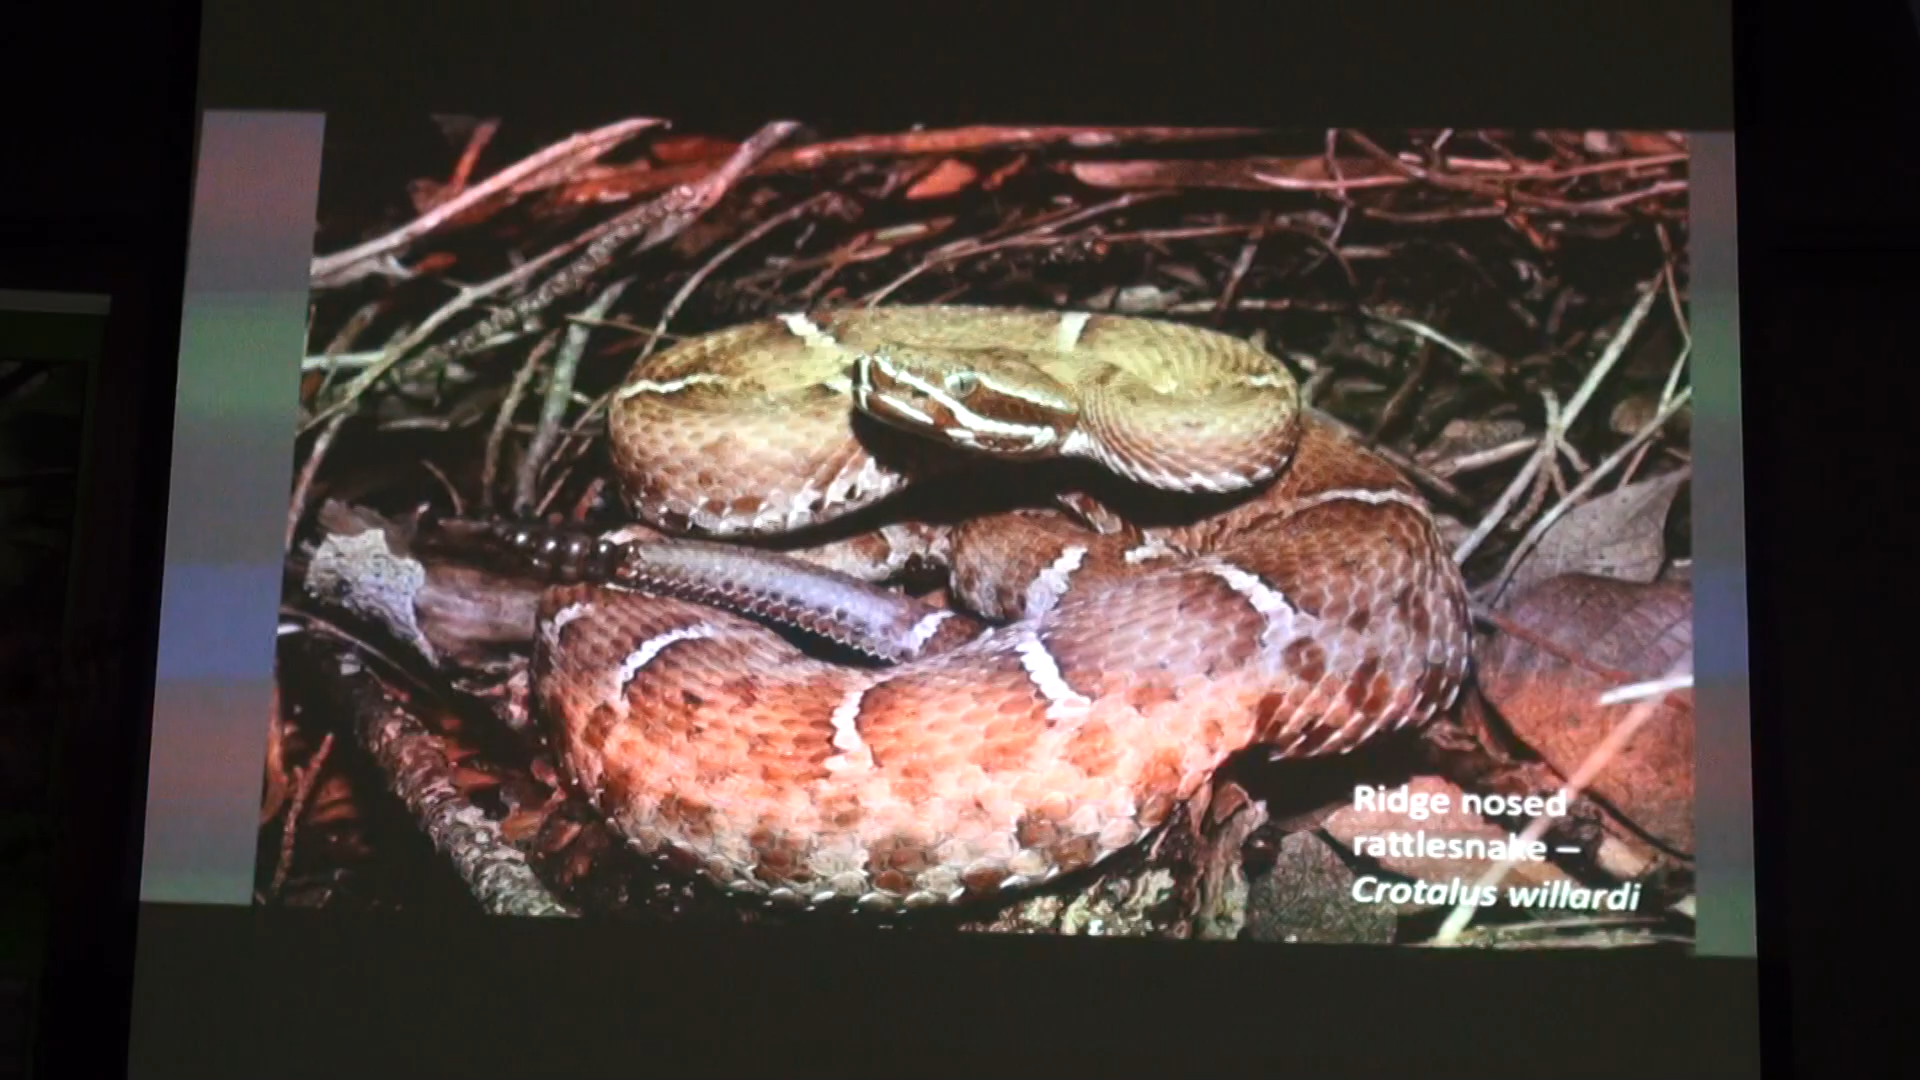 Ridge nosed
rattlesnake –
Crotalus willardi